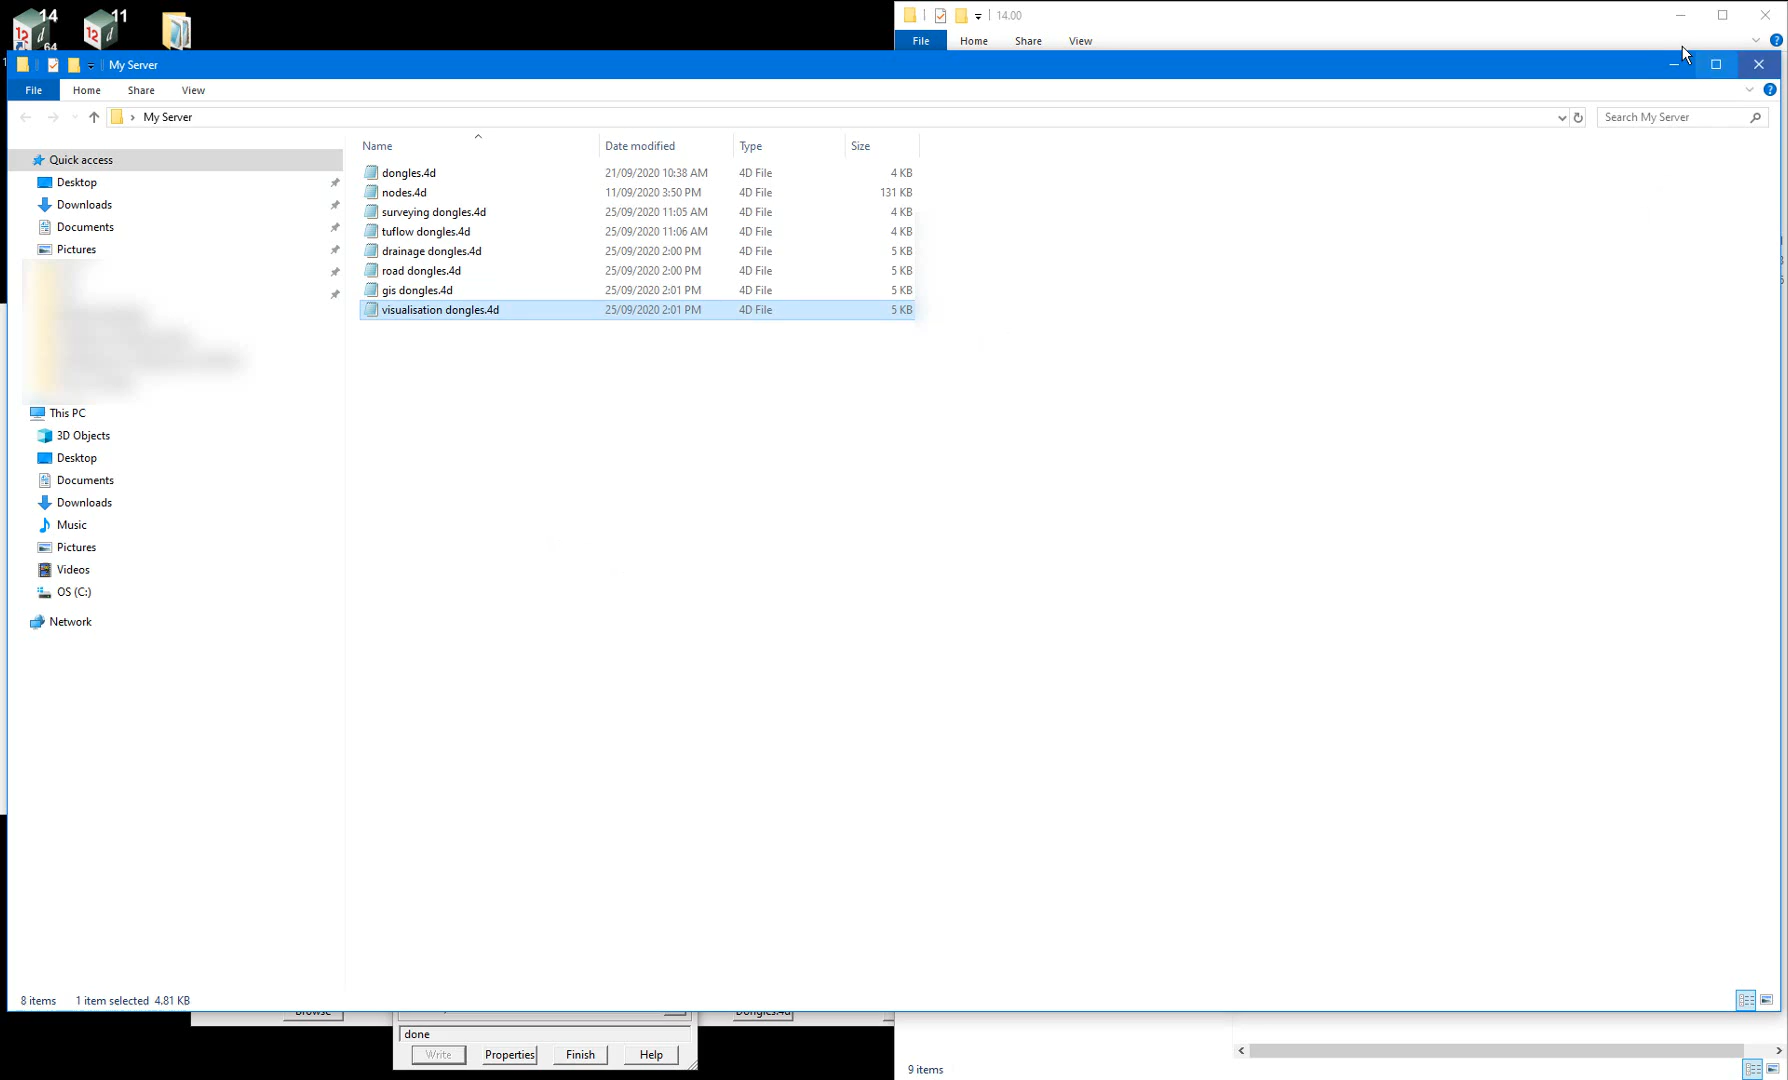 14
12
d
64
11
12
d
14.00
File Home Share View
My Server
File Home Share View
My Server
Search My Server
Name Date modified Type Size
Quick access
Desktop
Downloads
Documents
Pictures
This PC
3D Objects
Desktop
Documents
Downloads
Music
Pictures
Videos
OS (C:)
Network
dongles.4d 21/09/2020 10:38 AM 4D File 4 KB
nodes.4d 11/09/2020 3:50 PM 4D File 131 KB
surveying dongles.4d 25/09/2020 11:05 AM 4D File 4 KB
tuflow dongles.4d 25/09/2020 11:06 AM 4D File 4 KB
drainage dongles.4d 25/09/2020 2:00 PM 4D File 5 KB
road dongles.4d 25/09/2020 2:00 PM 4D File 5 KB
gis dongles.4d 25/09/2020 2:01 PM 4D File 5 KB
visualisation dongles.4d 25/09/2020 2:01 PM 4D File 5 KB
8 items 1 item selected 4.81 KB
Browse
Dongles.4d
done
Write Properties Finish Help
9 items